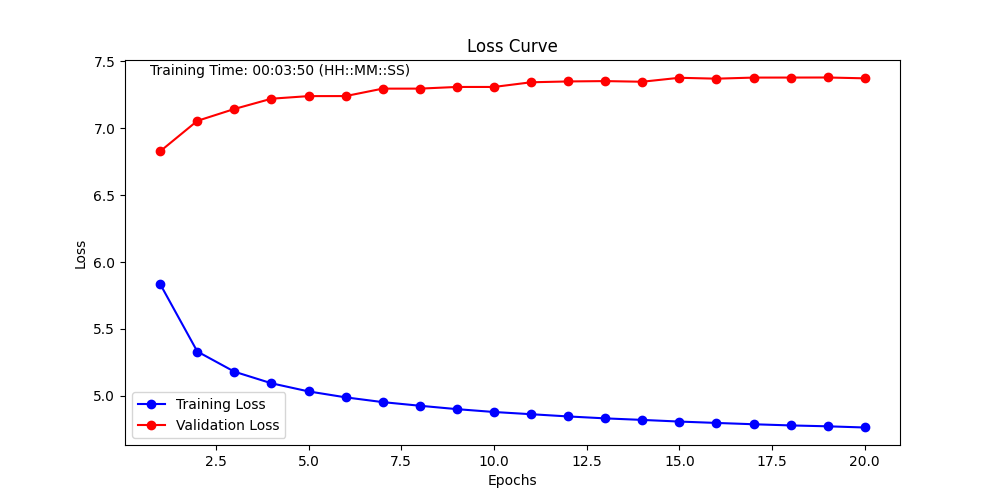 Loss Curve
Training Time: 00:03:50 (HH::MM::SS)
7.5
7.0
6.5
6.0
5.5
5.0
Loss
Training Loss
Validation Loss
2.5 5.0 7.5 10.0 12.5 15.0 17.5 20.0
Epochs